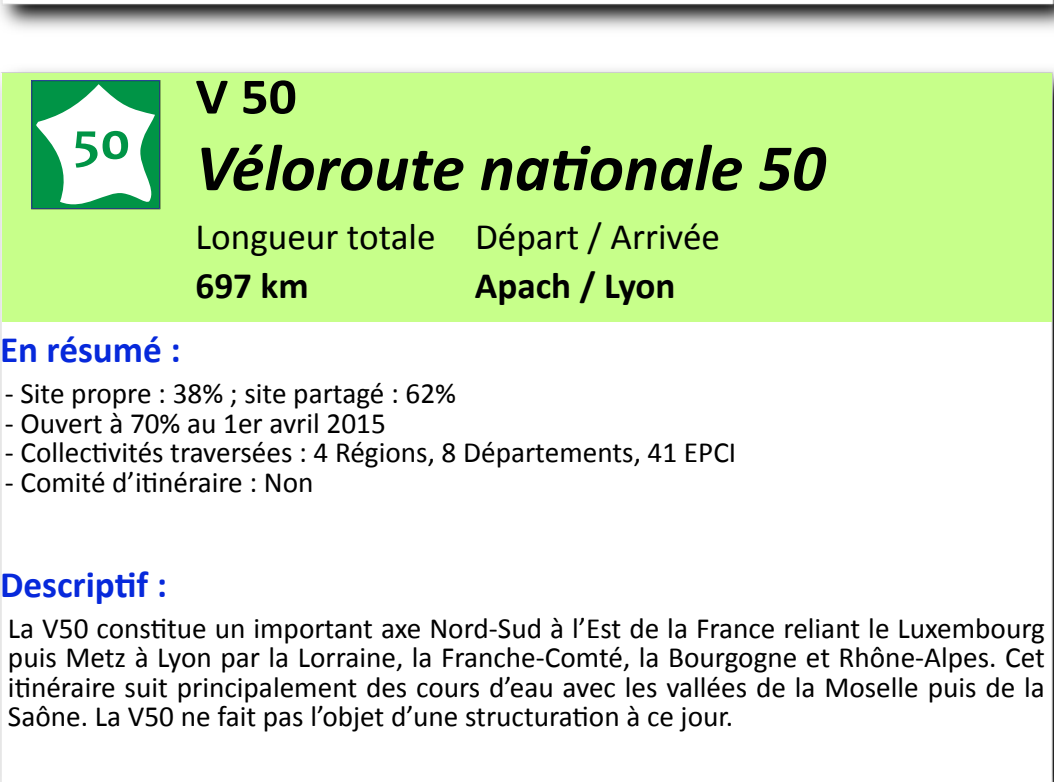 50
V 50
Véloroute nationale 50
Longueur totale Départ / Arrivée
697 km Apach / Lyon
En résumé :
- Site propre : 38% ; site partagé : 62%
- Ouvert à 70% au 1er avril 2015
- Collectivités traversées : 4 Régions, 8 Départements, 41 EPCI
- Comité d’itinéraire : Non
Descriptif :
La V50 constitue un important axe Nord-Sud à l’Est de la France reliant le Luxembourg
puis Metz à Lyon par la Lorraine, la Franche-Comté, la Bourgogne et Rhône-Alpes. Cet
itinéraire suit principalement des cours d’eau avec les vallées de la Moselle puis de la
Saône. La V50 ne fait pas l’objet d’une structuration à ce jour.